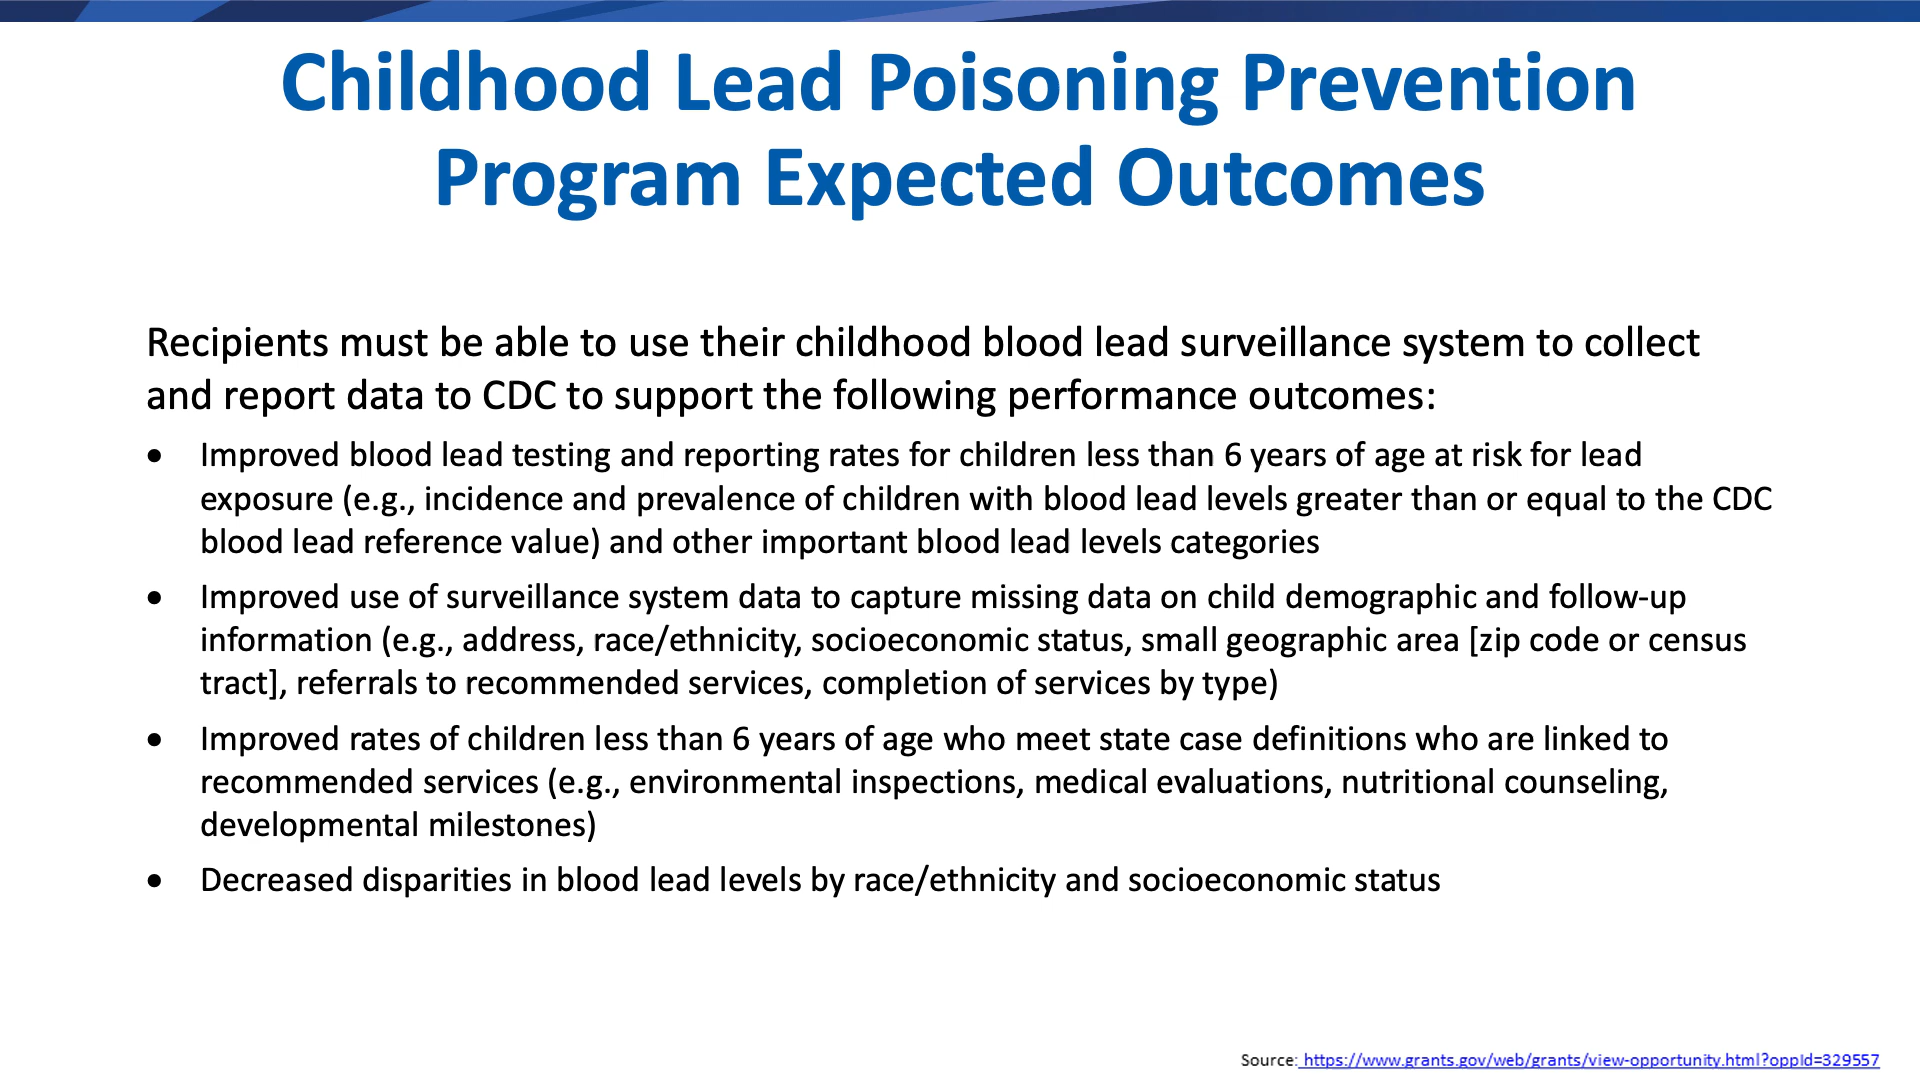 Childhood Lead Poisoning Prevention
Program Expected Outcomes
Recipients must be able to use their childhood blood lead surveillance system to collect
and report data to CDC to support the following performance outcomes:
• Improved blood lead testing and reporting rates for children less than 6 years of age at risk for lead
exposure (e.g., incidence and prevalence of children with blood lead levels greater than or equal to the CDC
blood lead reference value) and other important blood lead levels categories
• Improved use of surveillance system data to capture missing data on child demographic and follow-up
information (e.g., address, race/ethnicity, socioeconomic status, small geographic area [zip code or census
tract], referrals to recommended services, completion of services by type)
• Improved rates of children less than 6 years of age who meet state case definitions who are linked to
recommended services (e.g., environmental inspections, medical evaluations, nutritional counseling,
developmental milestones)
• Decreased disparities in blood lead levels by race/ethnicity and socioeconomic status
Source: https://www.grants.gov/web/grants/view-opportunity.html?oppId=329557